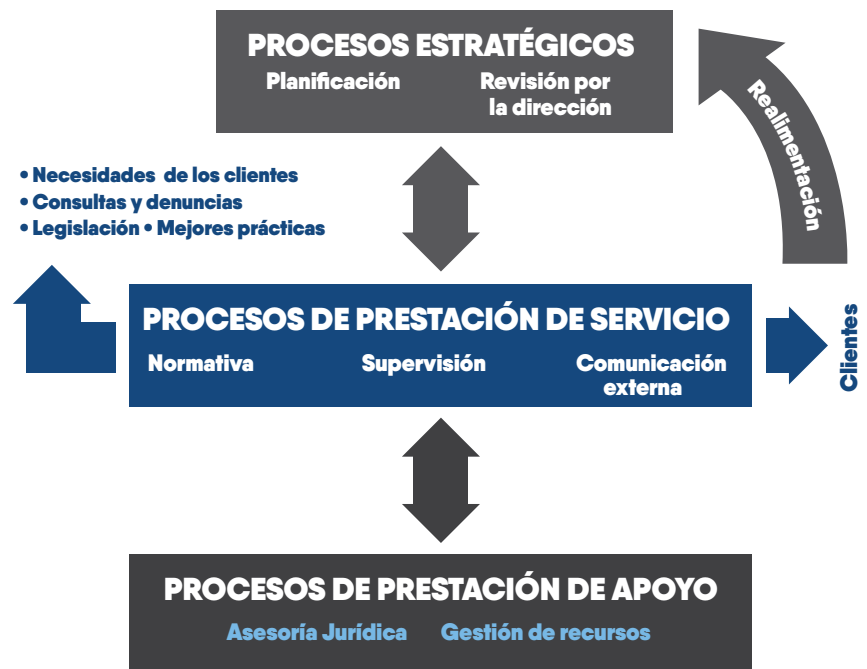 PROCESOS ESTRATÉGICOS
Planificación
Revisión por
la dirección
Realimentación
• Necesidades de los clientes
• Consultas y denuncias
• Legislación • Mejores prácticas
PROCESOS DE PRESTACIÓN DE SERVICIO
Normativa
Supervisión
Comunicación
externa
Clientes
PROCESOS DE PRESTACIÓN DE APOYO
Asesoría Jurídica
Gestión de recursos